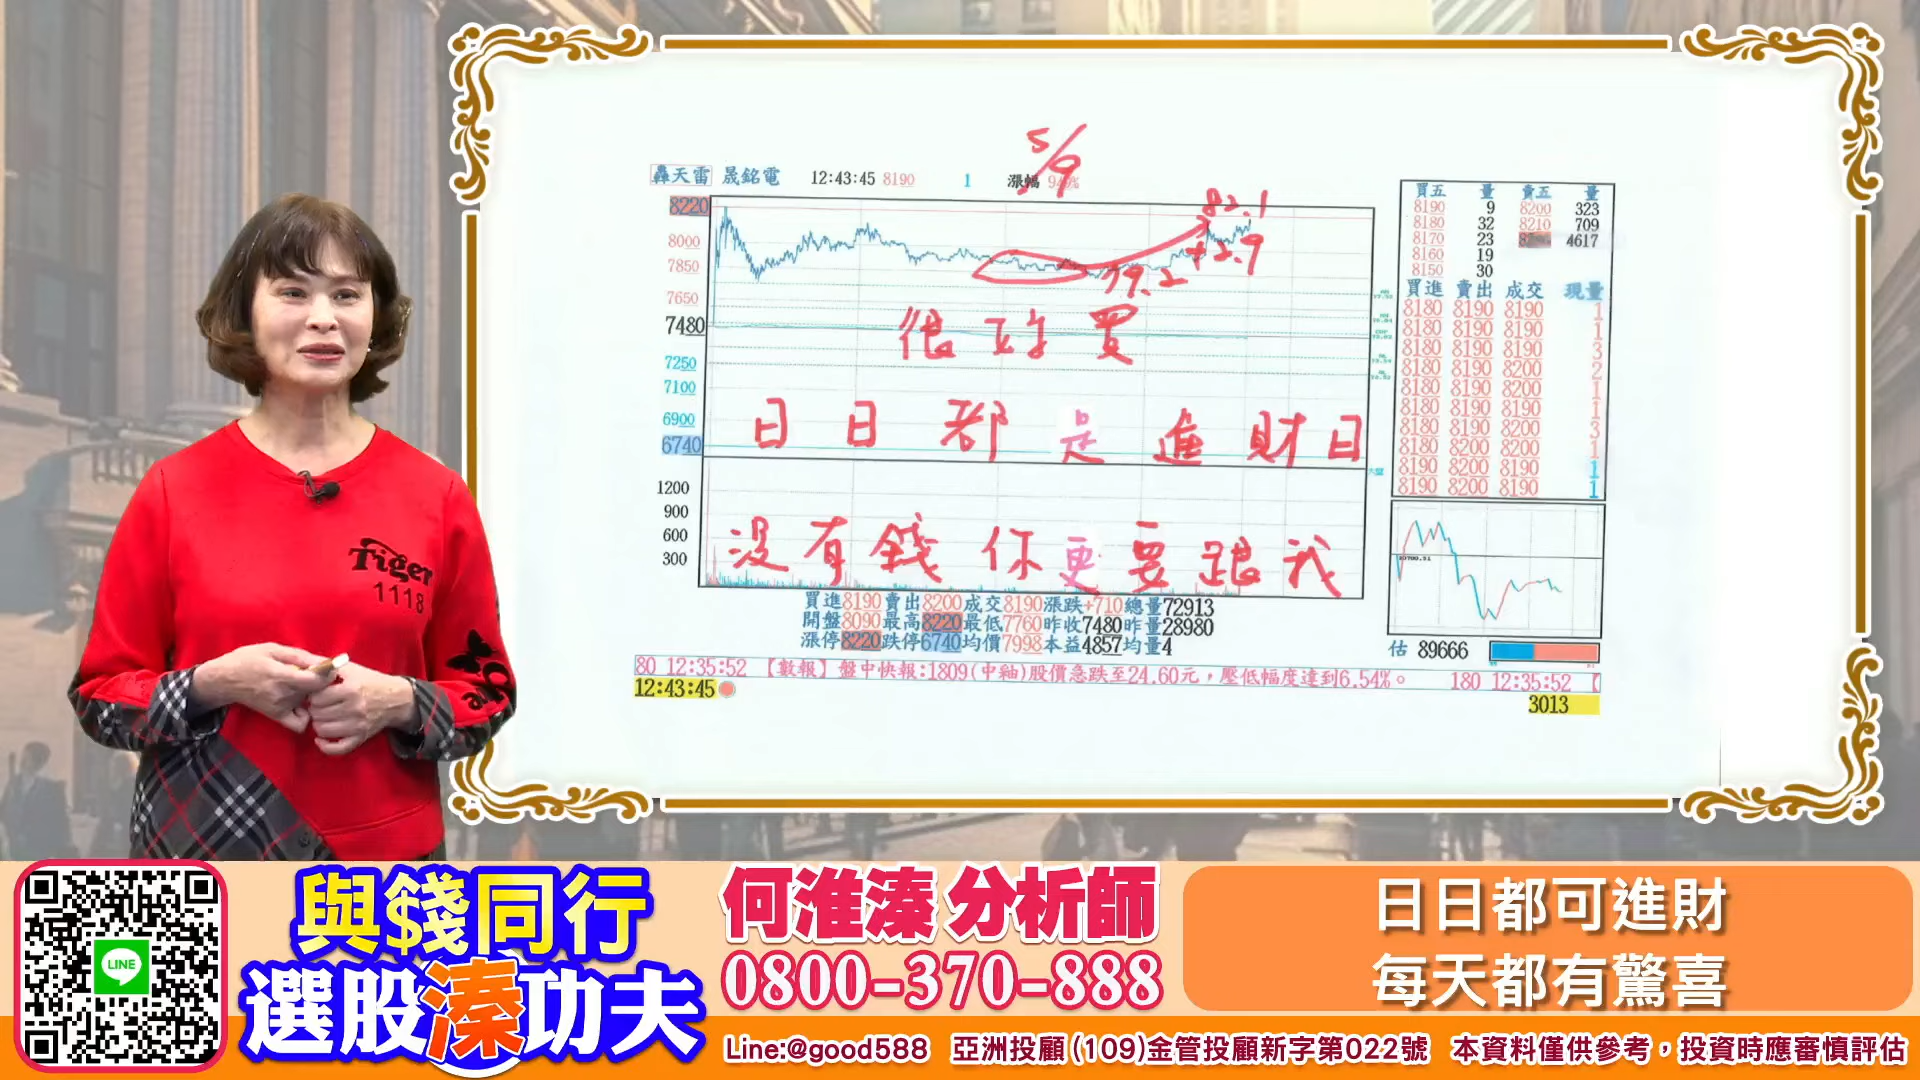 5/9
轟天雷 晟銘電 12:43:45 8190 1 漲幅
8220
8000
7850
7650
7480
7250
7100
6900
6740
1200
900
600
300
82.1
+2.9
79.2
很好買
日日都是進財日
沒有錢你更要跟我
買五 量 賣五 量
8190 9 8200 323
8180 32 8210 709
8170 23 8220 4617
8160 19
8150 30
買進 賣出 成交 現量
8180 8190 8190 1
8180 8190 8190 1
8180 8190 8190 3
8180 8190 8200 2
8180 8190 8200 1
8180 8190 8190 1
8180 8190 8200 3
8180 8200 8200 1
8190 8200 8190 1
8190 8200 8190 1
買進8190賣出8200成交8190漲跌+710總量72913
開盤8090最高8220最低7760昨收7480昨量28980
漲停8220跌停6740均價7998本益4857均量4
估 89666
80 12:35:52 【數報】盤中快報:1809(中釉)股價急跌至24.60元,壓低幅度達到6.54%。 180 12:35:52
12:43:45
3013
Tiger
1118
LINE
與$錢同行
選股溱功夫
何淮溱 分析師
0800-370-888
日日都可進財
每天都有驚喜
Line:@good588 亞洲投顧 (109)金管投顧新字第022號 本資料僅供參考,投資時應審慎評估